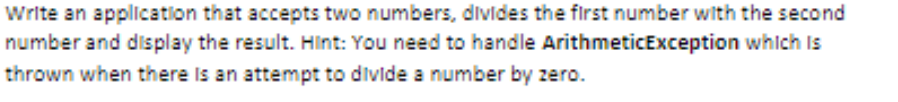 Write an application that accepts two numbers, divides the first number with the second
number and display the result. Hint: You need to handle ArithmeticException which is
thrown when there is an attempt to divide a number by zero.